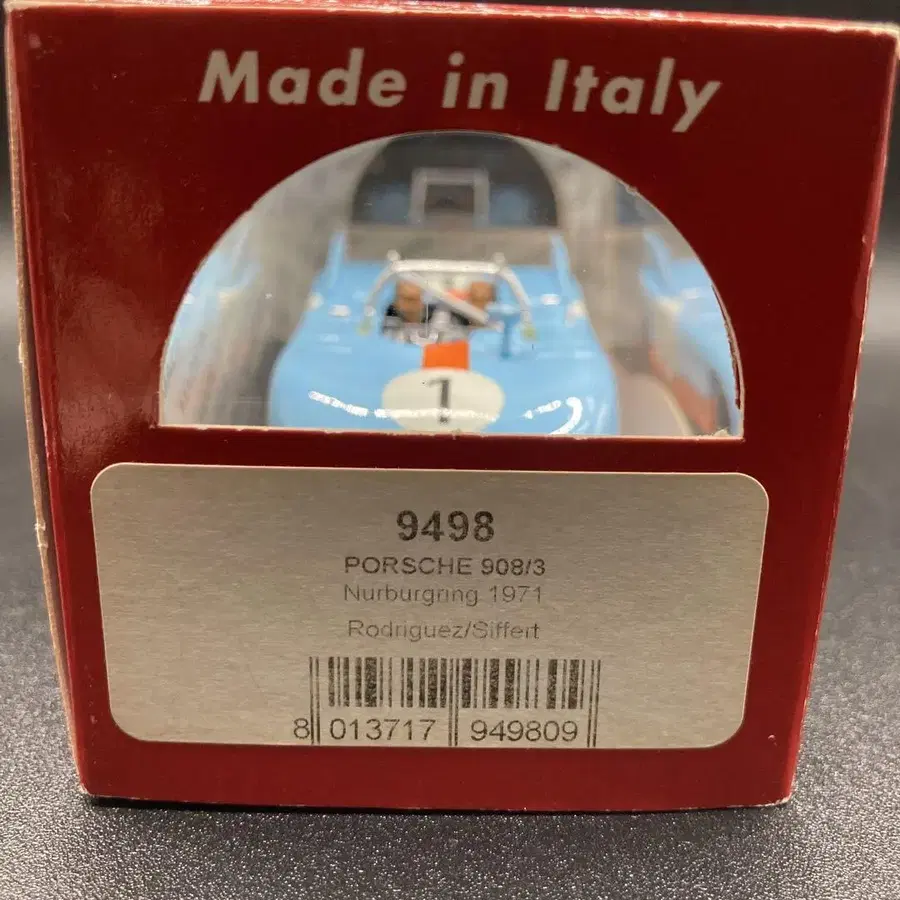 Made in Italy
1
9498
PORSCHE 908/3
Nurburgring 1971
Rodriguez/Siffert
8 013717 949809